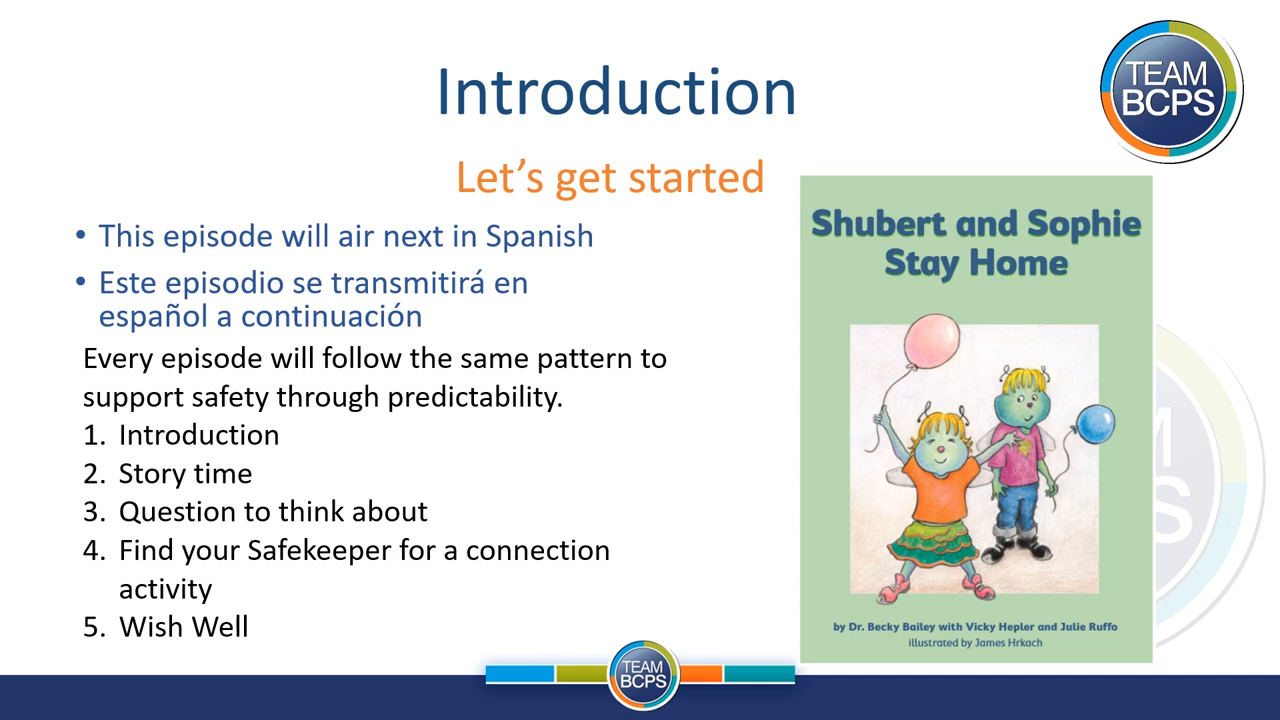 Introduction
TEAM
BCPS
Let’s get started
• This episode will air next in Spanish
• Este episodio se transmitirá en
español a continuación
Every episode will follow the same pattern to
support safety through predictability.
1. Introduction
2. Story time
3. Question to think about
4. Find your Safekeeper for a connection
activity
5. Wish Well
Shubert and Sophie
Stay Home
by Dr. Becky Bailey with Vicky Hepler and Julie Ruffo
illustrated by James Hrkach
TEAM
BCPS